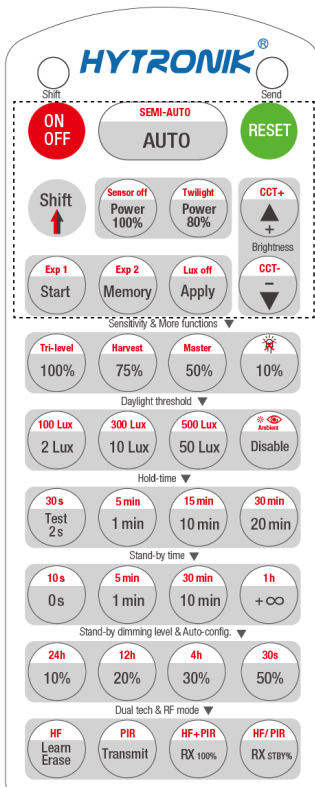 HYTRONIK®
Shift
Send
ON
OFF
SEMI-AUTO
AUTO
RESET
Shift
Sensor off
Power
100%
Twilight
Power
80%
CCT+
+
Brightness
CCT-
-
Exp 1
Start
Exp 2
Memory
Lux off
Apply
Sensitivity & More functions ▼
Tri-level
100%
Harvest
75%
Master
50%
R
10%
Daylight threshold ▼
100 Lux
2 Lux
300 Lux
10 Lux
500 Lux
50 Lux
Ambient
Disable
Hold-time ▼
30 s
Test
2 s
5 min
1 min
15 min
10 min
30 min
20 min
Stand-by time ▼
10 s
0 s
5 min
1 min
30 min
10 min
1 h
+∞
Stand-by dimming level & Auto-config. ▼
24h
10%
12h
20%
4h
30%
30s
50%
Dual tech & RF mode ▼
HF
Learn
Erase
PIR
Transmit
HF+PIR
RX 100%
HF/ PIR
RX STBY%